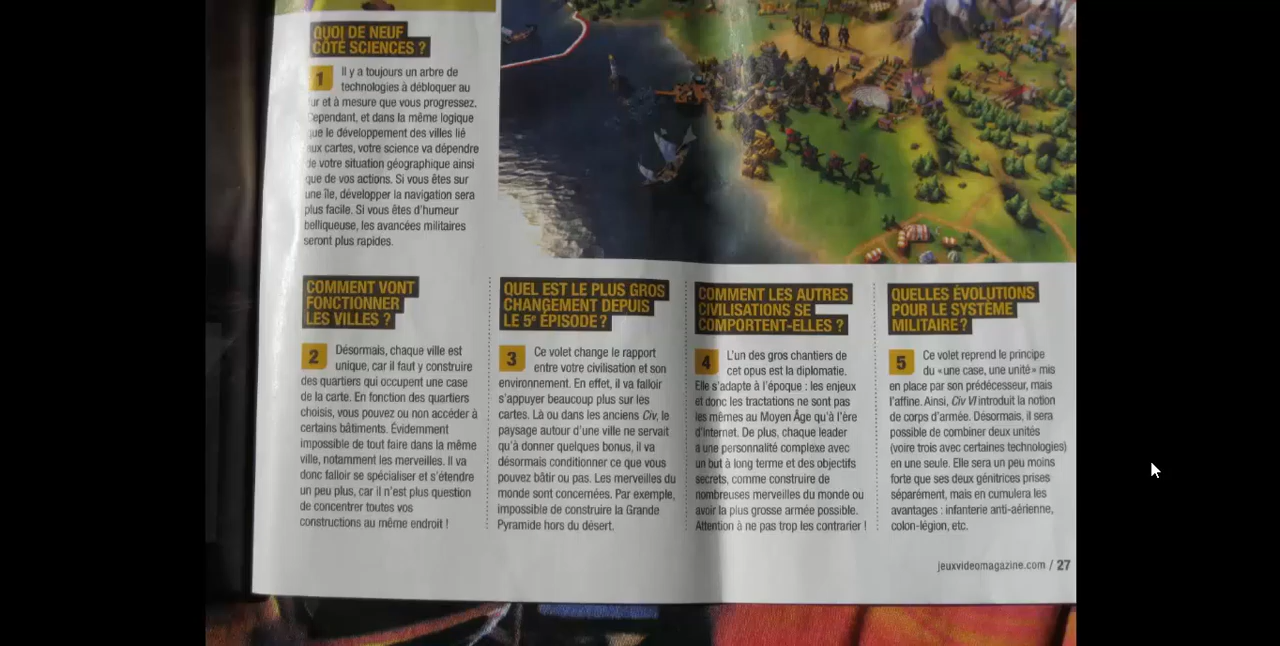 QUOI DE NEUF
CÔTÉ SCIENCES ?
1 Il y a toujours un arbre de
technologies à débloquer au
fur et à mesure que vous progressez.
Cependant, et dans la même logique
que le développement des villes lié
aux cartes, votre science va dépendre
de votre situation géographique ainsi
que de vos actions. Si vous êtes sur
une île, développer la navigation sera
plus facile. Si vous êtes d'humeur
belliqueuse, les avancées militaires
seront plus rapides.
COMMENT VONT
FONCTIONNER
LES VILLES ?
2 Désormais, chaque ville est
unique, car il faut y construire
des quartiers qui occupent une case
de la carte. En fonction des quartiers
choisis, vous pouvez ou non accéder à
certains bâtiments. Évidemment
impossible de tout faire dans la même
ville, notamment les merveilles. Il va
donc falloir se spécialiser et s'étendre
un peu plus, car il n'est plus question
de concentrer toutes vos
constructions au même endroit !
QUEL EST LE PLUS GROS
CHANGEMENT DEPUIS
LE 5e ÉPISODE ?
3 Ce volet change le rapport
entre votre civilisation et son
environnement. En effet, il va falloir
s'appuyer beaucoup plus sur les
cartes. Là ou dans les anciens Civ, le
paysage autour d'une ville ne servait
qu'à donner quelques bonus, il va
désormais conditionner ce que vous
pouvez bâtir ou pas. Les merveilles du
monde sont concernées. Par exemple,
impossible de construire la Grande
Pyramide hors du désert.
COMMENT LES AUTRES
CIVILISATIONS SE
COMPORTENT-ELLES ?
4 L'un des gros chantiers de
cet opus est la diplomatie.
Elle s'adapte à l'époque : les enjeux
et donc les tractations ne sont pas
les mêmes au Moyen Âge qu'à l'ère
d'Internet. De plus, chaque leader
a une personnalité complexe avec
un but à long terme et des objectifs
secrets, comme construire de
nombreuses merveilles du monde ou
avoir la plus grosse armée possible.
Attention à ne pas trop les contrarier !
QUELLES ÉVOLUTIONS
POUR LE SYSTÈME
MILITAIRE ?
5 Ce volet reprend le principe
du « une case, une unité » mis
en place par son prédécesseur, mais
l'affine. Ainsi, Civ VI introduit la notion
de corps d'armée. Désormais, il sera
possible de combiner deux unités
(voire trois avec certaines technologies)
en une seule. Elle sera un peu moins
forte que ses deux génitrices prises
séparément, mais en cumulera les
avantages : infanterie anti-aérienne,
colon-légion, etc.
jeuxvideomagazine.com / 27